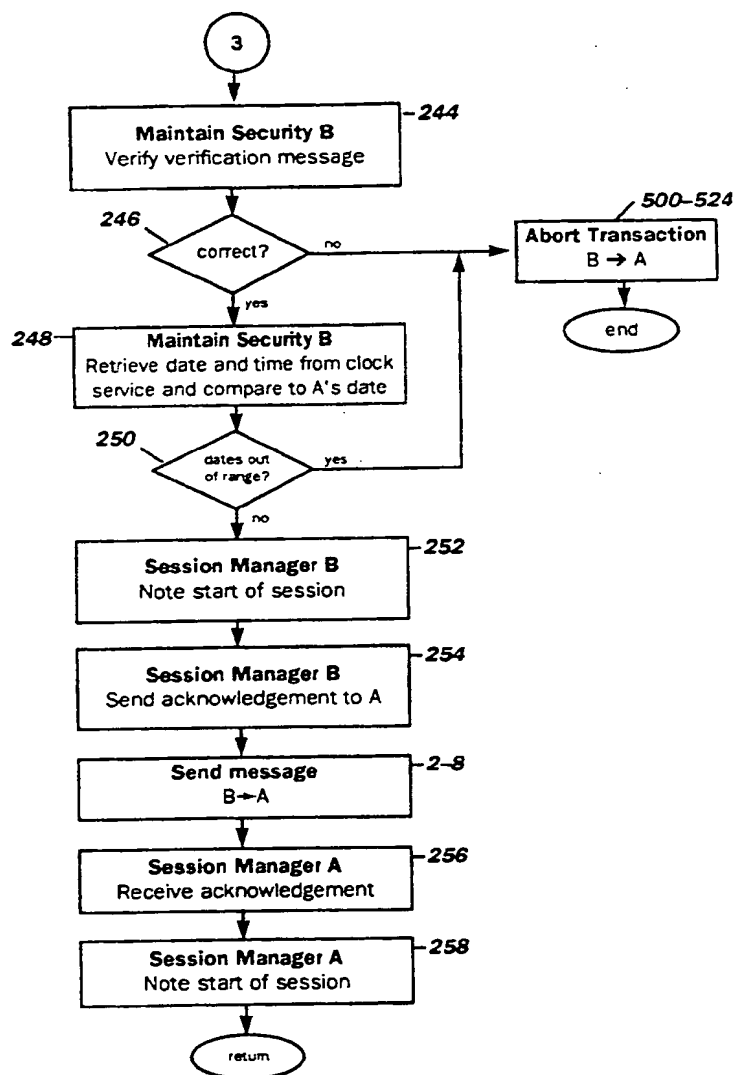 3
244
Maintain Security B
Verify verification message
246
correct?
no
500-524
Abort Transaction
B → A
end
yes
248
Maintain Security B
Retrieve date and time from clock
service and compare to A's date
250
dates out
of range?
yes
no
252
Session Manager B
Note start of session
254
Session Manager B
Send acknowledgement to A
2-8
Send message
B→A
256
Session Manager A
Receive acknowledgement
258
Session Manager A
Note start of session
return